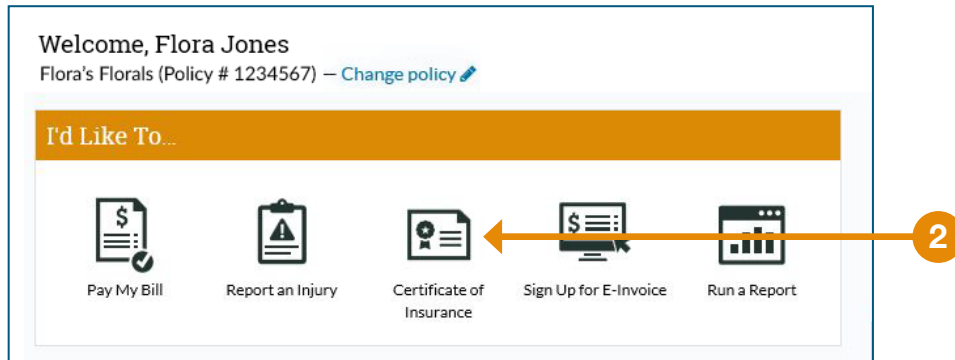 Welcome, Flora Jones
Flora's Florals (Policy # 1234567) — Change policy
I'd Like To...
$
$
Pay My Bill
Report an Injury
Certificate of
Insurance
Sign Up for E-Invoice
Run a Report
2